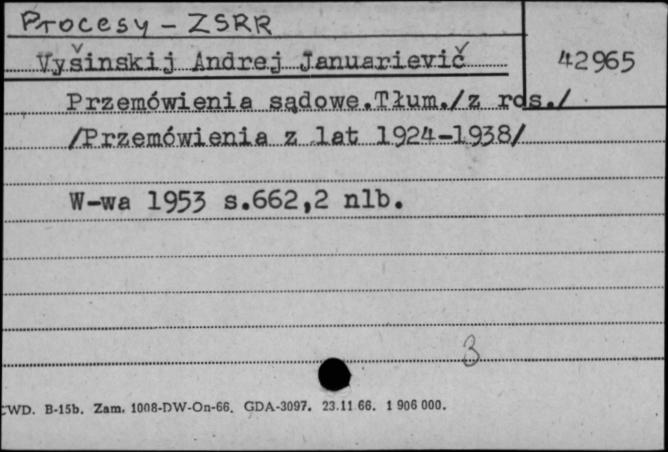 Procesy - ZSRR
Vyšinskij Andrej Januarievič
42965
Przemówienia sądowe.Tłum./z ros./
/Przemówienia z lat 1924-1938/
W-wa 1953 s.662,2 nlb.
3
CWD. B-15b. Zam. 1008-DW-On-66. GDA-3097. 23.11 66. 1 906 000.